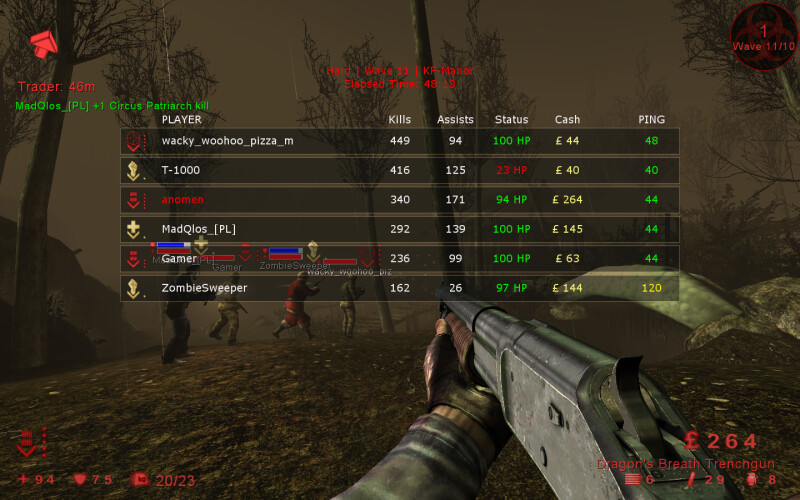 1
Wave 11/10
Trader: 46m
Hard | Wave 11 | KF-Manor
Elapsed Time: 48:19
MadQlos_[PL] +1 Circus Patriarch kill
PLAYER Kills Assists Status Cash PING
wacky_woohoo_pizza_m 449 94 100 HP £ 44 48
T-1000 416 125 23 HP £ 40 40
anomen 340 171 94 HP £ 264 44
MadQlos_[PL] 292 139 100 HP £ 145 44
Gamer 236 99 100 HP £ 63 44
Gamer
ZombieSweeper
wacky_woohoo_piz
ZombieSweeper 162 26 97 HP £ 144 120
£ 264
Dragon's Breath Trenchgun
94 75 20/23 6 29 8